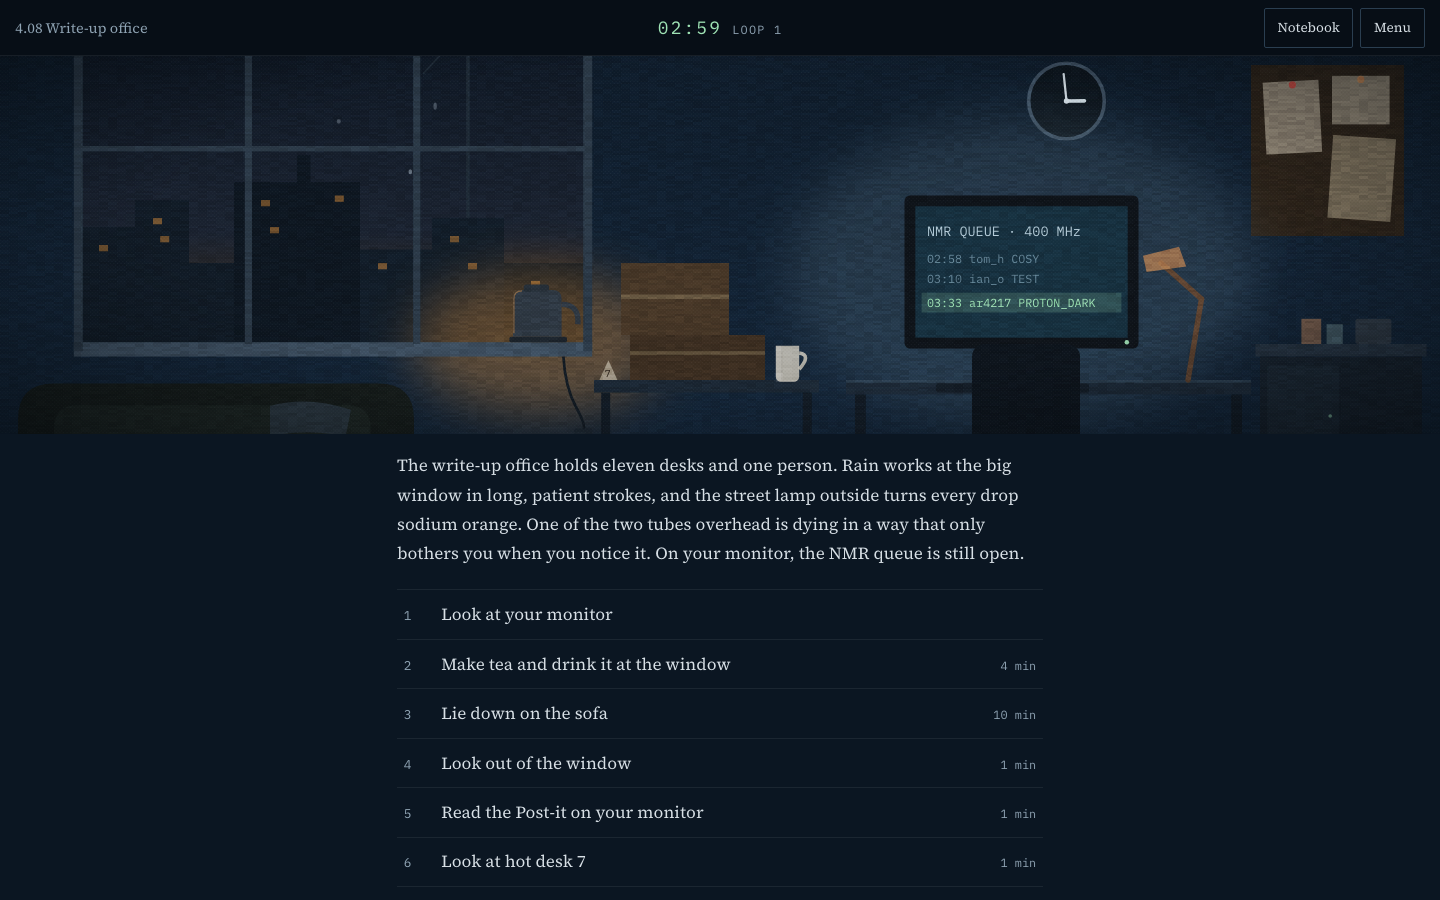 4.08 Write-up office
02:59 LOOP 1
Notebook
Menu
NMR QUEUE · 400 MHz
02:58 tom_h COSY
03:10 ian_o TEST
03:33 ar4217 PROTON_DARK
7
The write-up office holds eleven desks and one person. Rain works at the big
window in long, patient strokes, and the street lamp outside turns every drop
sodium orange. One of the two tubes overhead is dying in a way that only
bothers you when you notice it. On your monitor, the NMR queue is still open.
1 Look at your monitor
2 Make tea and drink it at the window 4 min
3 Lie down on the sofa 10 min
4 Look out of the window 1 min
5 Read the Post-it on your monitor 1 min
6 Look at hot desk 7 1 min